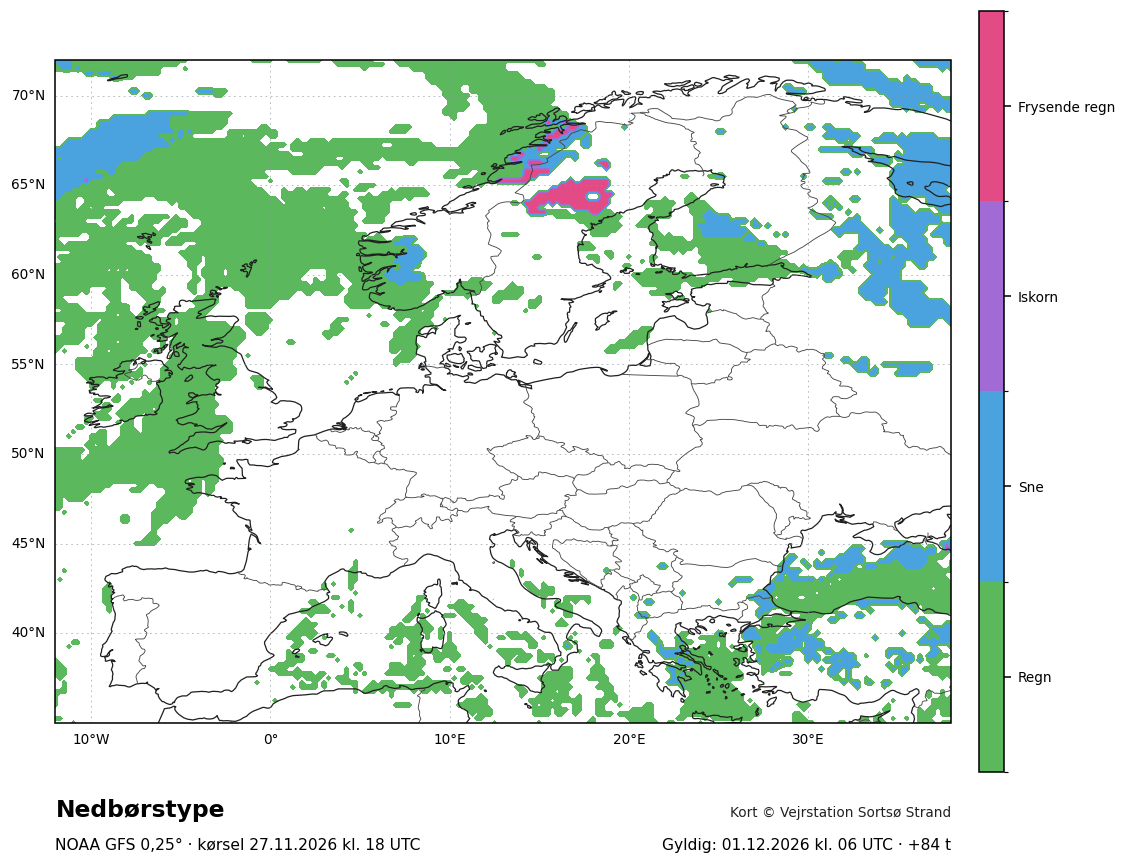 Frysende regn
Iskorn
Sne
Regn
70°N
65°N
60°N
55°N
50°N
45°N
40°N
10°W
0°
10°E
20°E
30°E
Nedbørstype
Kort © Vejrstation Sortsø Strand
NOAA GFS 0,25° · kørsel 27.11.2026 kl. 18 UTC
Gyldig: 01.12.2026 kl. 06 UTC · +84 t